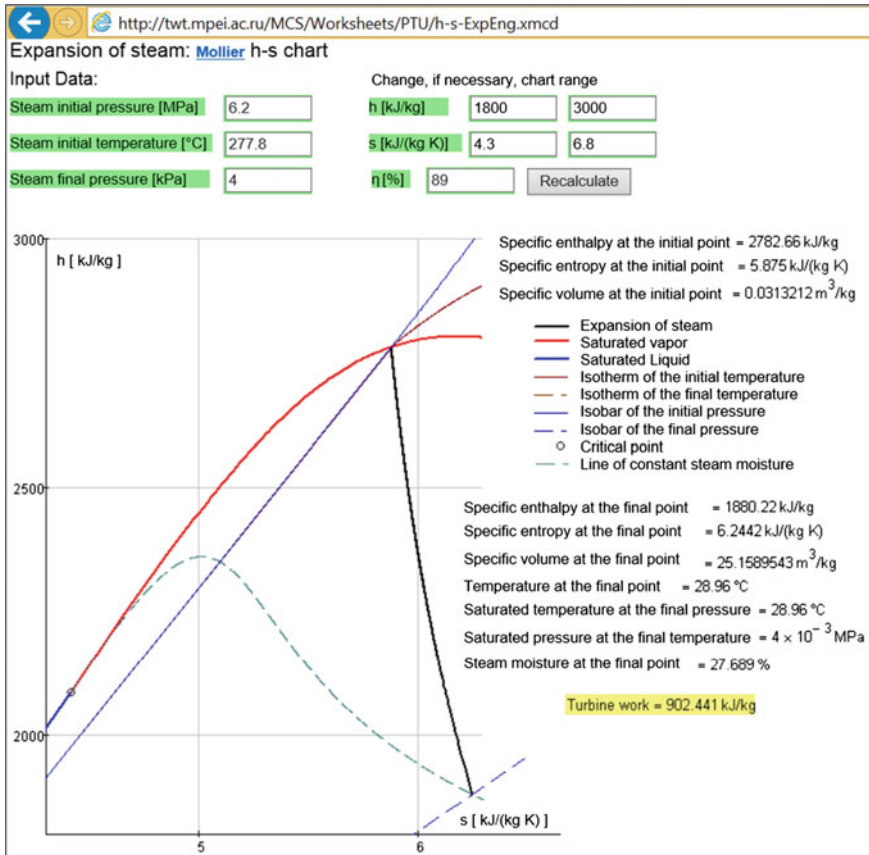 http://twt.mpei.ac.ru/MCS/Worksheets/PTU/h-s-ExpEng.xmcd
Expansion of steam: Mollier h-s chart
Input Data:
Change, if necessary, chart range
Steam initial pressure [MPa] 6.2
h [kJ/kg] 1800 3000
Steam initial temperature [°C] 277.8
s [kJ/(kg K)] 4.3 6.8
Steam final pressure [kPa] 4
η [%] 89 Recalculate
3000
h [ kJ/kg ]
2500
2000
s [ kJ/(kg K) ]
5 6
Specific enthalpy at the initial point = 2782.66 kJ/kg
Specific entropy at the initial point = 5.875 kJ/(kg K)
Specific volume at the initial point = 0.0313212 m³/kg
Expansion of steam
Saturated vapor
Saturated Liquid
Isotherm of the initial temperature
Isotherm of the final temperature
Isobar of the initial pressure
Isobar of the final pressure
Critical point
Line of constant steam moisture
Specific enthalpy at the final point = 1880.22 kJ/kg
Specific entropy at the final point = 6.2442 kJ/(kg K)
Specific volume at the final point = 25.1589543 m³/kg
Temperature at the final point = 28.96 °C
Saturated temperature at the final pressure = 28.96 °C
Saturated pressure at the final temperature = 4 × 10⁻³ MPa
Steam moisture at the final point = 27.689 %
Turbine work = 902.441 kJ/kg